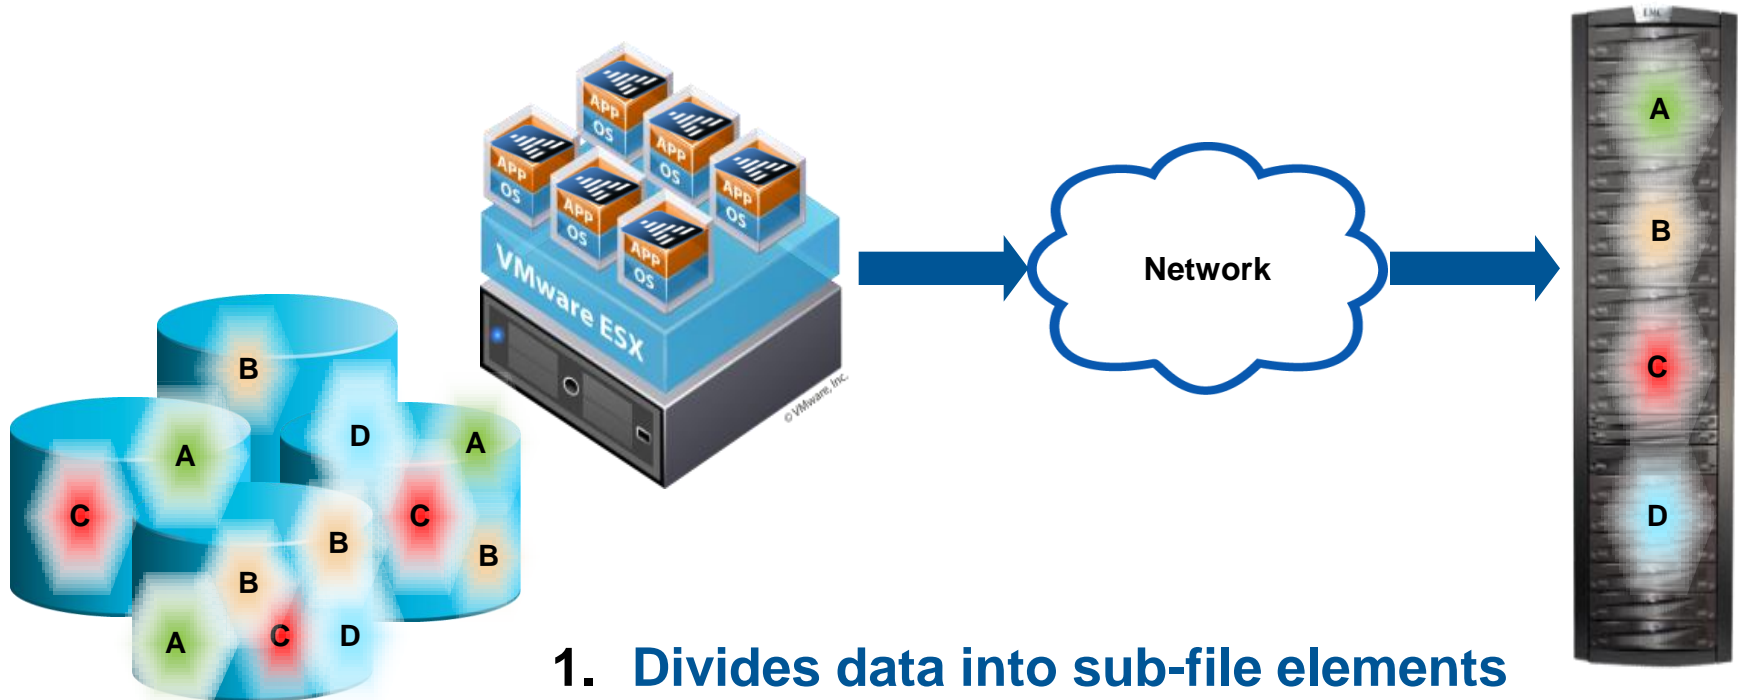 EMC
A
B
C
D
APP
OS
APP
OS
APP
OS
APP
OS
APP
OS
APP
OS
VMware ESX
© VMware, Inc.
Network
B
A
D
A
C
C
B
B
B
A
C
D
1. Divides data into sub-file elements